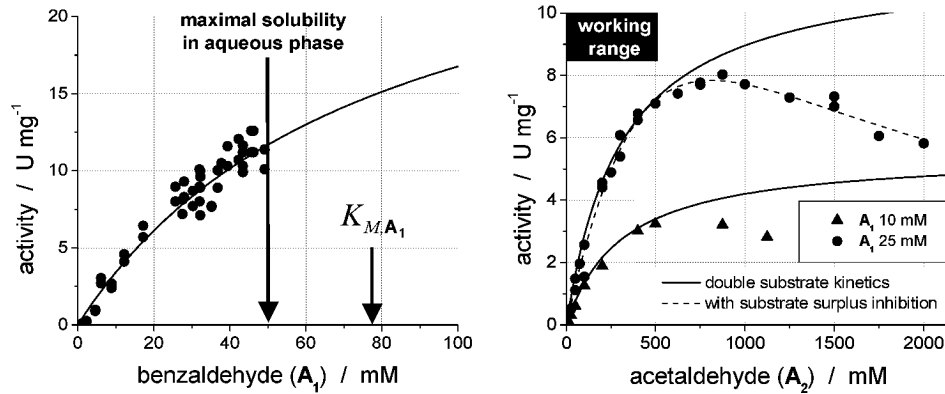 maximal solubility
in aqueous phase
K_M,A₁
activity / U mg⁻¹
0
5
10
15
20
0
20
40
60
80
100
benzaldehyde (A₁) / mM
working
range
activity / U mg⁻¹
0
2
4
6
8
10
A₁ 10 mM
A₁ 25 mM
double substrate kinetics
with substrate surplus inhibition
0
500
1000
1500
2000
acetaldehyde (A₂) / mM